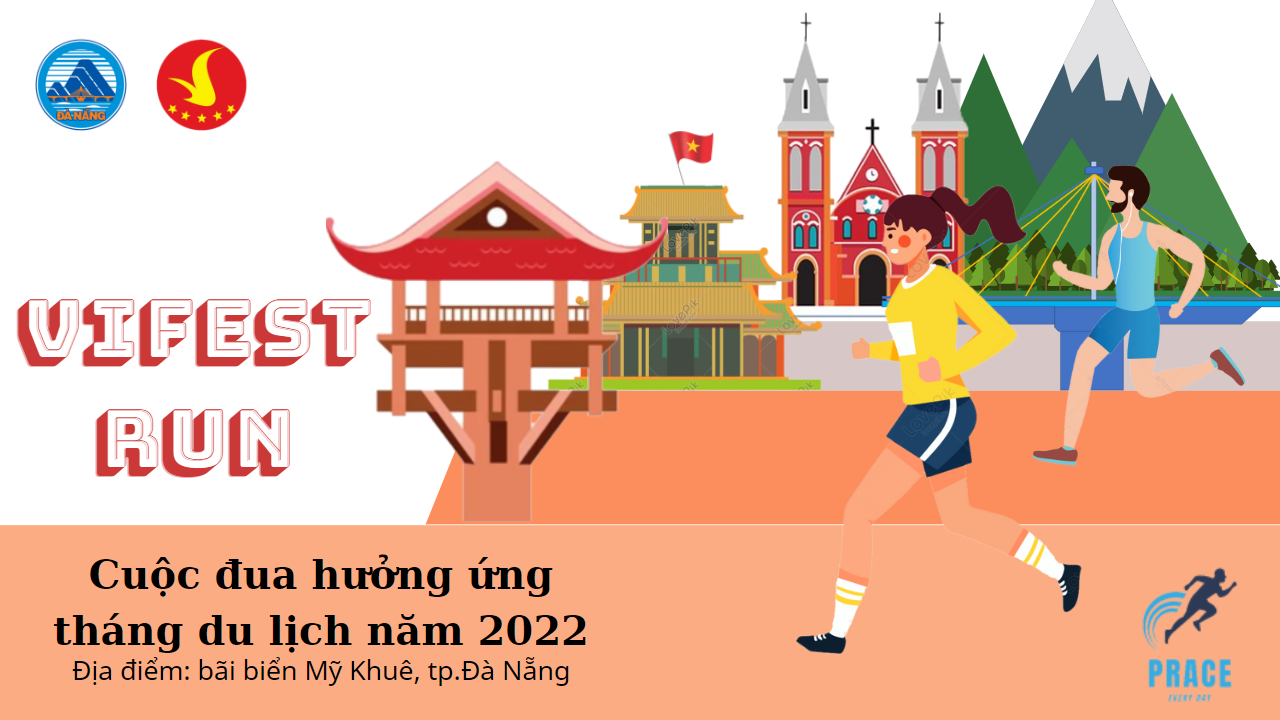 ĐÀ NẴNG
VIFEST
RUN
Cuộc đua hưởng ứng
tháng du lịch năm 2022
Địa điểm: bãi biển Mỹ Khuê, tp.Đà Nẵng
PRACE
EVERY DAY